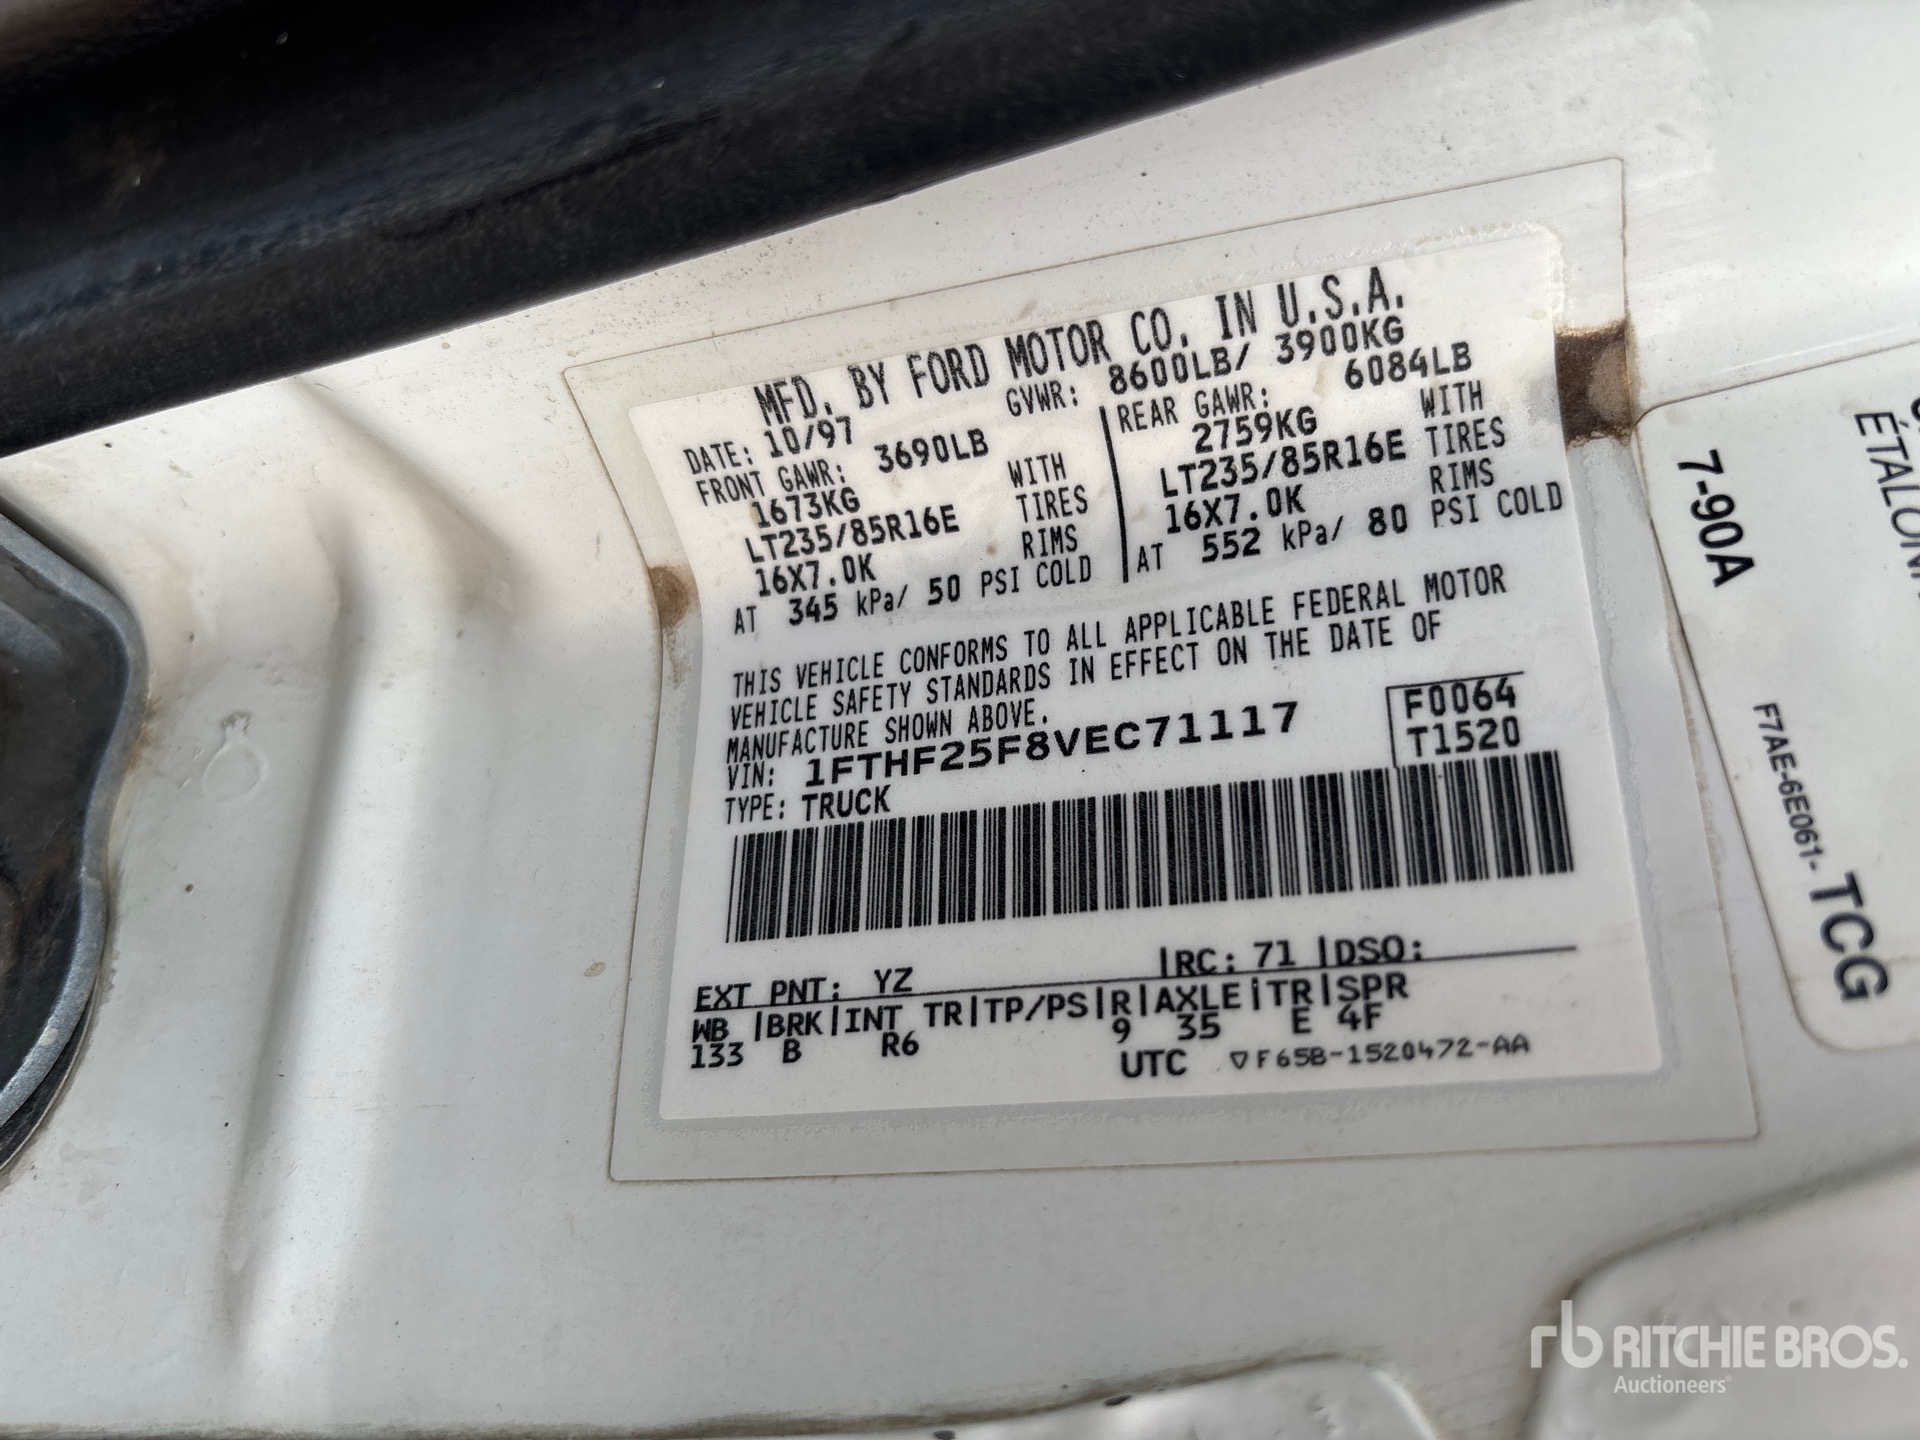 MFD. BY FORD MOTOR CO. IN U.S.A.
DATE: 10/97 GVWR: 8600LB/ 3900KG
FRONT GAWR: 3690LB
1673KG WITH
LT235/85R16E TIRES
16X7.0K RIMS
AT 345 kPa/ 50 PSI COLD
REAR GAWR: 6084LB
2759KG WITH
LT235/85R16E TIRES
16X7.0K RIMS
AT 552 kPa/ 80 PSI COLD
THIS VEHICLE CONFORMS TO ALL APPLICABLE FEDERAL MOTOR
VEHICLE SAFETY STANDARDS IN EFFECT ON THE DATE OF
MANUFACTURE SHOWN ABOVE.
VIN: 1FTHF25F8VEC71117
F0064
T1520
TYPE: TRUCK
EXT PNT: YZ |RC: 71 |DSO:
WB |BRK|INT TR|TP/PS|R|AXLE|TR|SPR
133 B R6 9 35 E 4F
UTC ▽F65B-1520472-AA
7-90A
F7AE-6E061-TCG
rb RITCHIE BROS.
Auctioneers